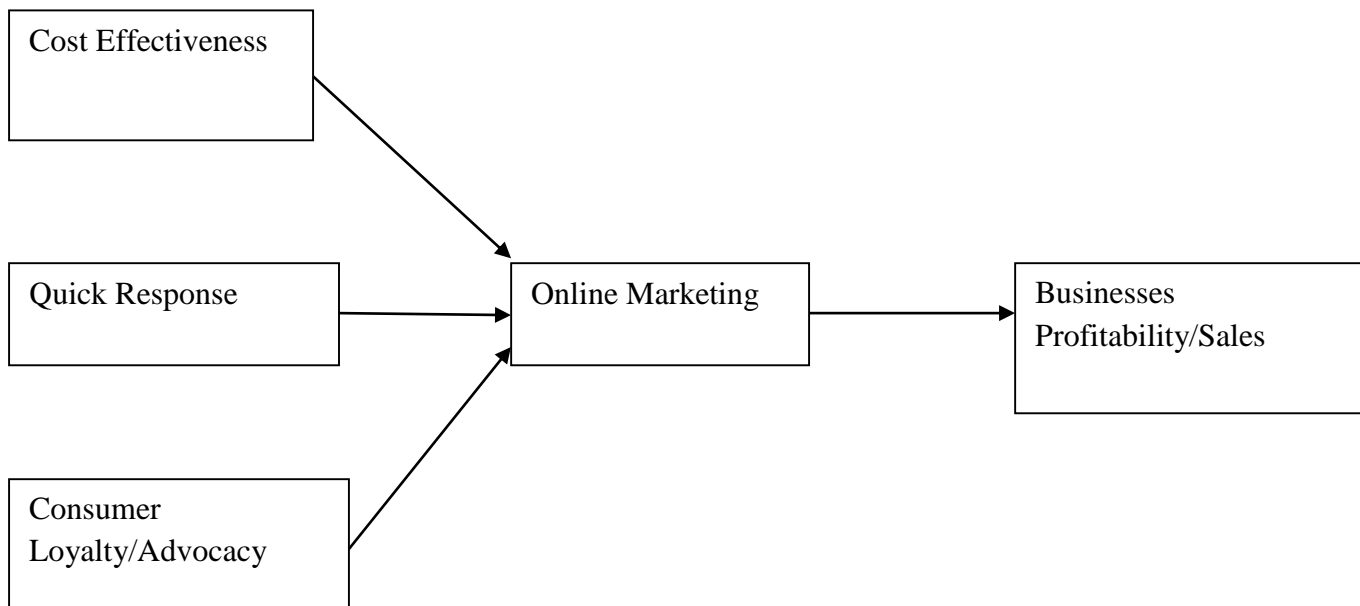 Cost Effectiveness
Quick Response
Online Marketing
Businesses
Profitability/Sales
Consumer
Loyalty/Advocacy